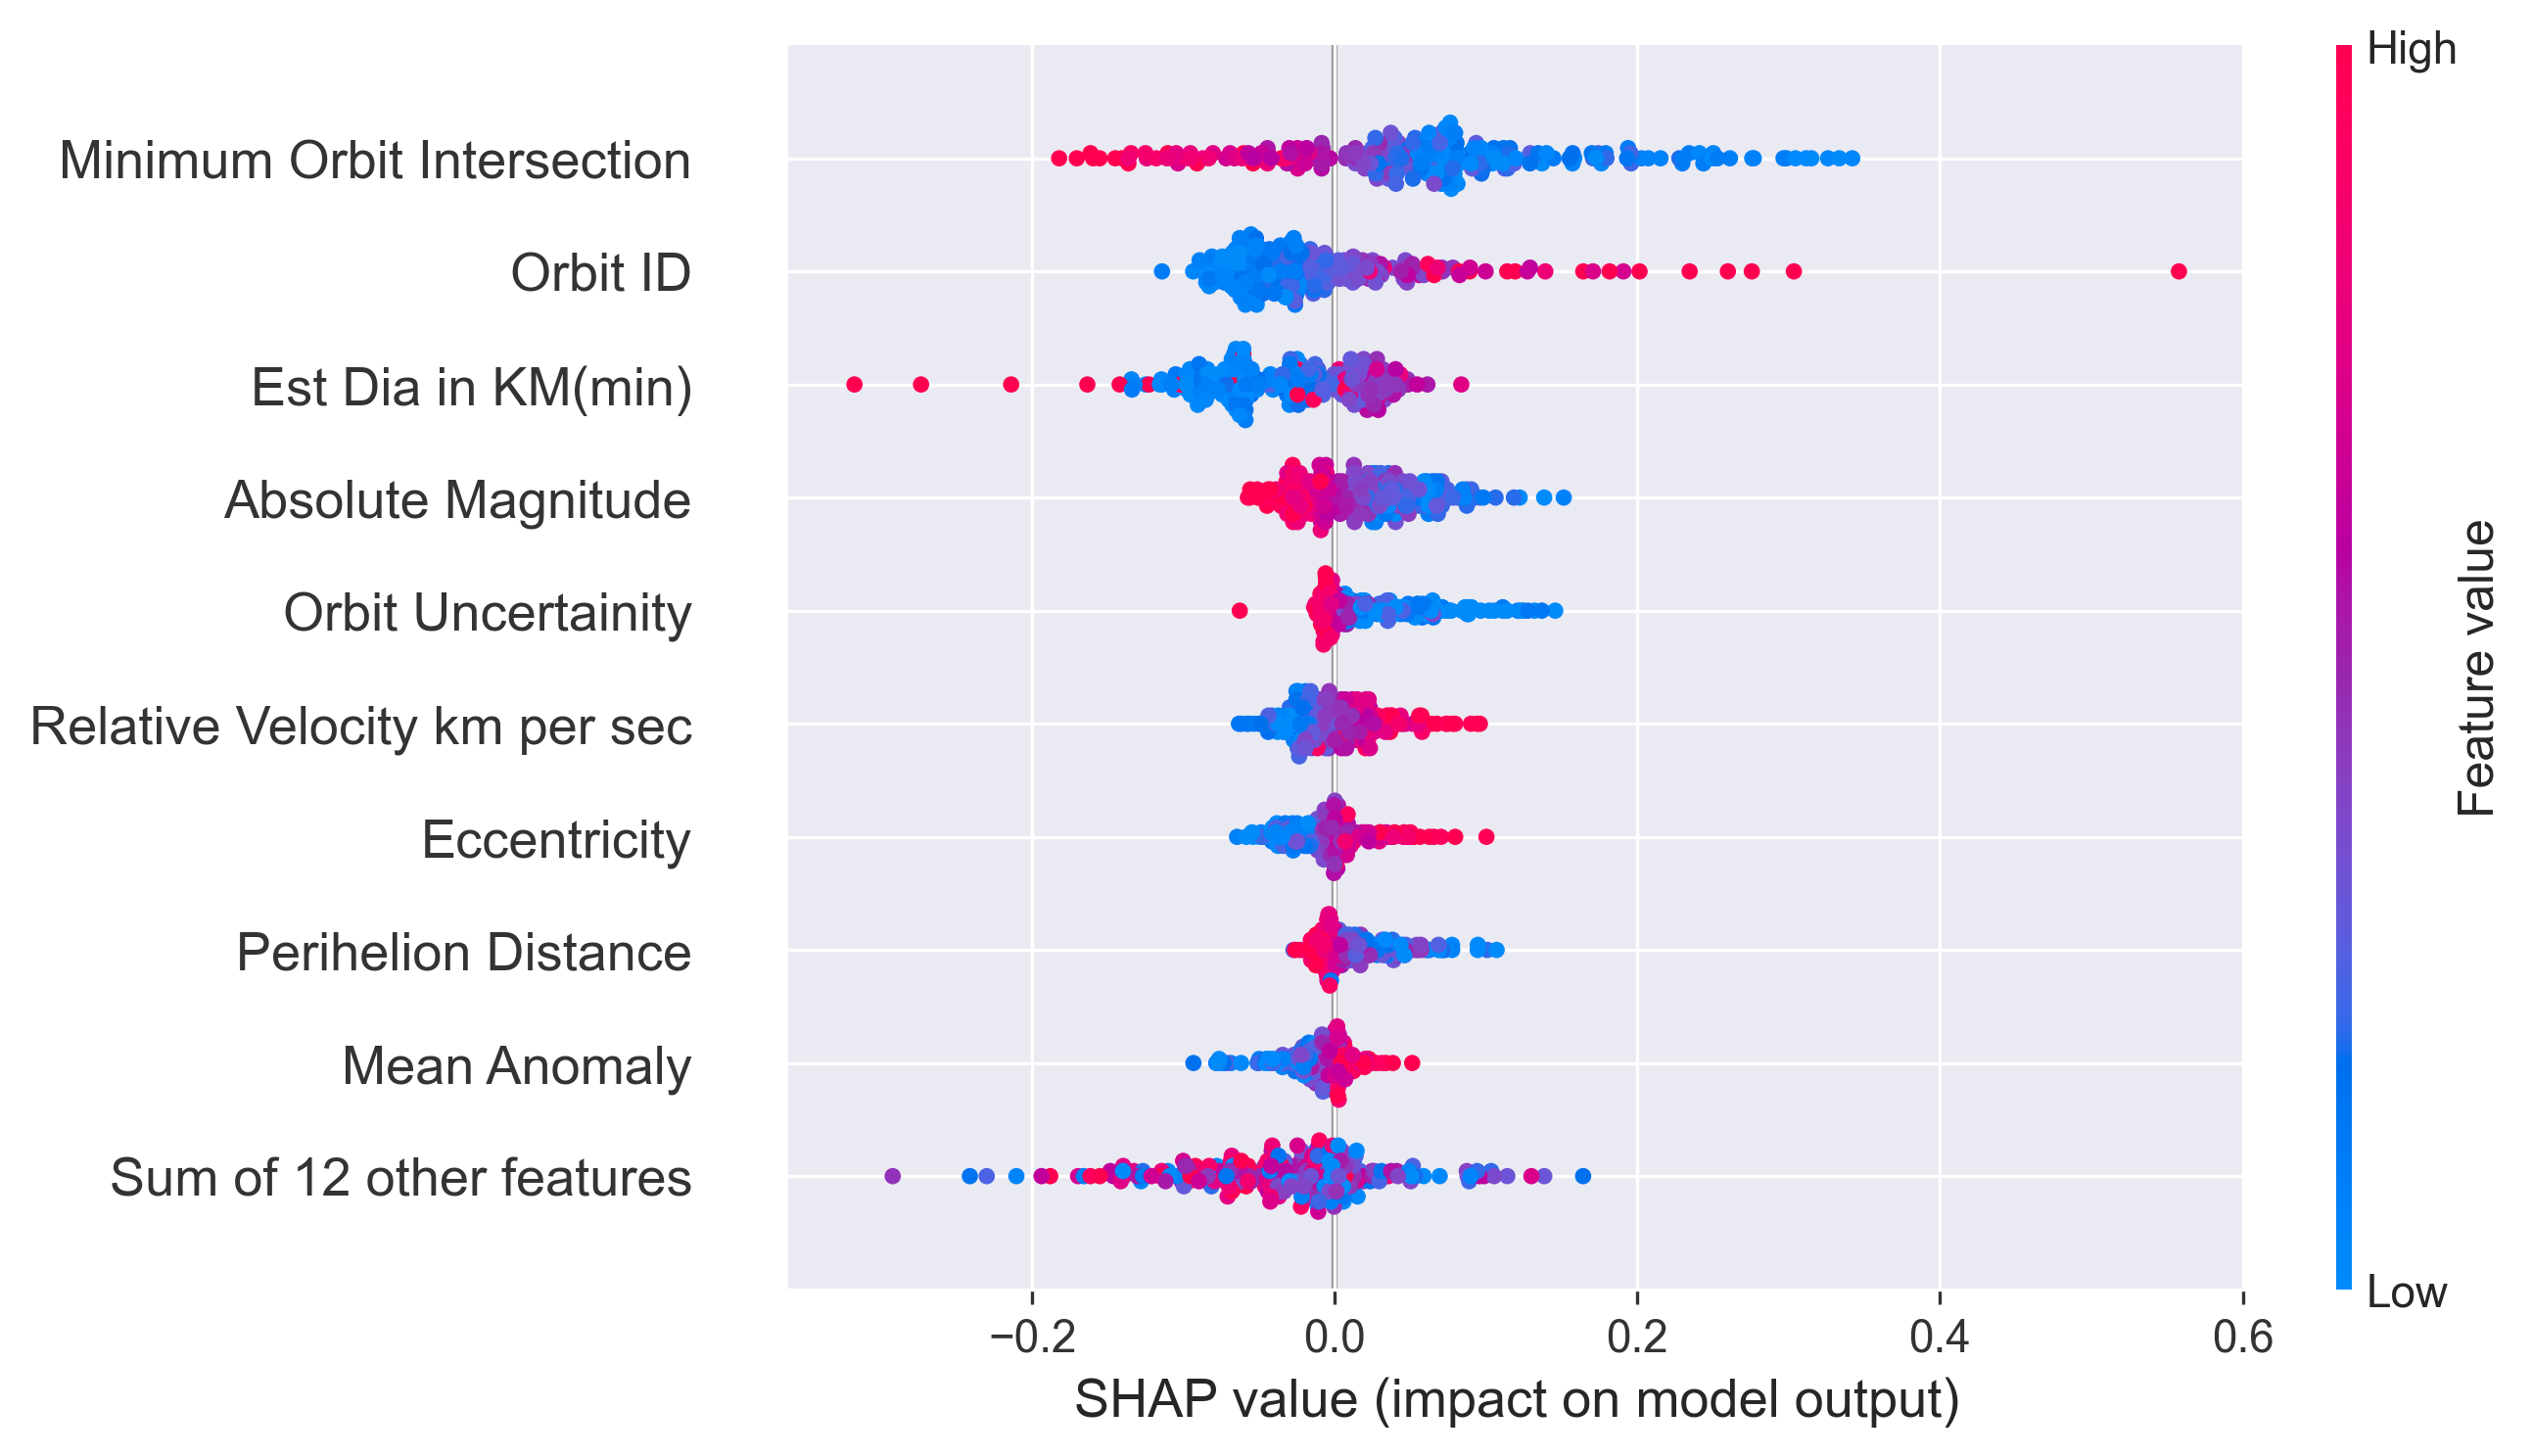 High
Minimum Orbit Intersection
Orbit ID
Est Dia in KM(min)
Absolute Magnitude
Orbit Uncertainity
Relative Velocity km per sec
Eccentricity
Perihelion Distance
Mean Anomaly
Sum of 12 other features
Feature value
Low
−0.2 0.0 0.2 0.4 0.6
SHAP value (impact on model output)